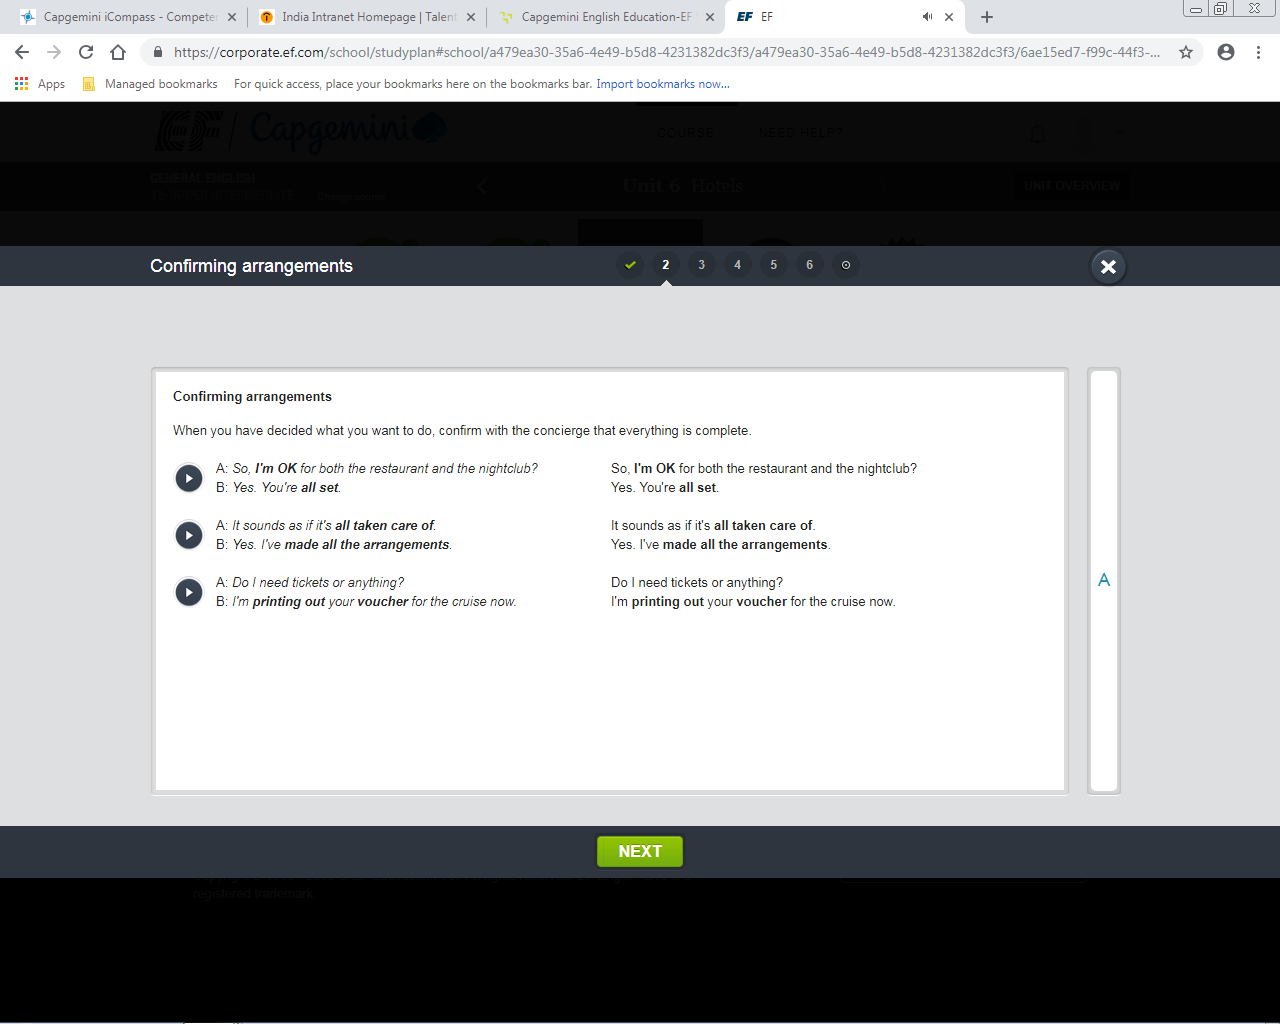 Capgemini iCompass - Competen
India Intranet Homepage | Talent
Capgemini English Education-EF
EF EF
https://corporate.ef.com/school/studyplan#school/a479ea30-35a6-4e49-b5d8-4231382dc3f3/a479ea30-35a6-4e49-b5d8-4231382dc3f3/6ae15ed7-f99c-44f3-...
Apps Managed bookmarks For quick access, place your bookmarks here on the bookmarks bar. Import bookmarks now...
EF | Capgemini COURSE NEED HELP?
GENERAL ENGLISH
Unit 6 Hotels UNIT OVERVIEW
Change course
Confirming arrangements 2 3 4 5 6
Confirming arrangements
When you have decided what you want to do, confirm with the concierge that everything is complete.
A: So, I'm OK for both the restaurant and the nightclub? So, I'm OK for both the restaurant and the nightclub?
B: Yes. You're all set. Yes. You're all set.
A: It sounds as if it's all taken care of. It sounds as if it's all taken care of.
B: Yes. I've made all the arrangements. Yes. I've made all the arrangements.
A: Do I need tickets or anything? Do I need tickets or anything?
B: I'm printing out your voucher for the cruise now. I'm printing out your voucher for the cruise now.
A
NEXT
registered trademark